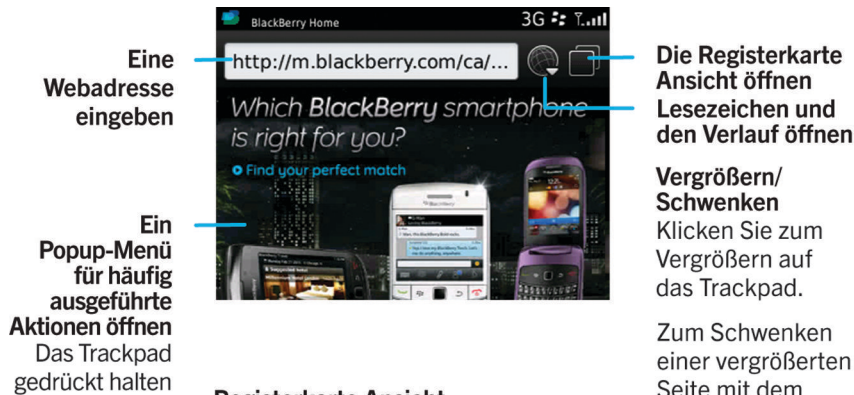 BlackBerry Home
3G
http://m.blackberry.com/ca/...
Which BlackBerry smartphone
is right for you?
Find your perfect match
Eine
Webadresse
eingeben
Ein
Popup-Menü
für häufig
ausgeführte
Aktionen öffnen
Das Trackpad
gedrückt halten
Die Registerkarte
Ansicht öffnen
Lesezeichen und
den Verlauf öffnen
Vergrößern/
Schwenken
Klicken Sie zum
Vergrößern auf
das Trackpad.
Zum Schwenken
einer vergrößerten
Seite mit dem
Registerkarte Ansicht